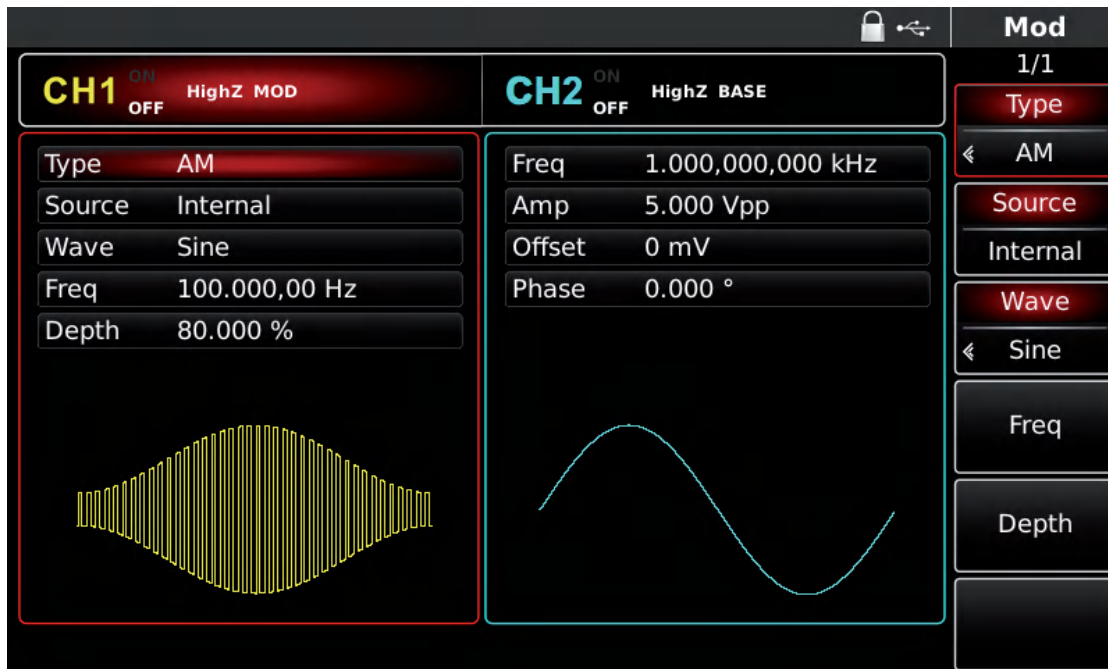 Mod
1/1
CH1 ON OFF HighZ MOD
CH2 ON OFF HighZ BASE
Type AM
Source Internal
Wave Sine
Freq 100.000,00 Hz
Depth 80.000 %
Freq 1.000,000,000 kHz
Amp 5.000 Vpp
Offset 0 mV
Phase 0.000 °
Type
AM
Source
Internal
Wave
Sine
Freq
Depth